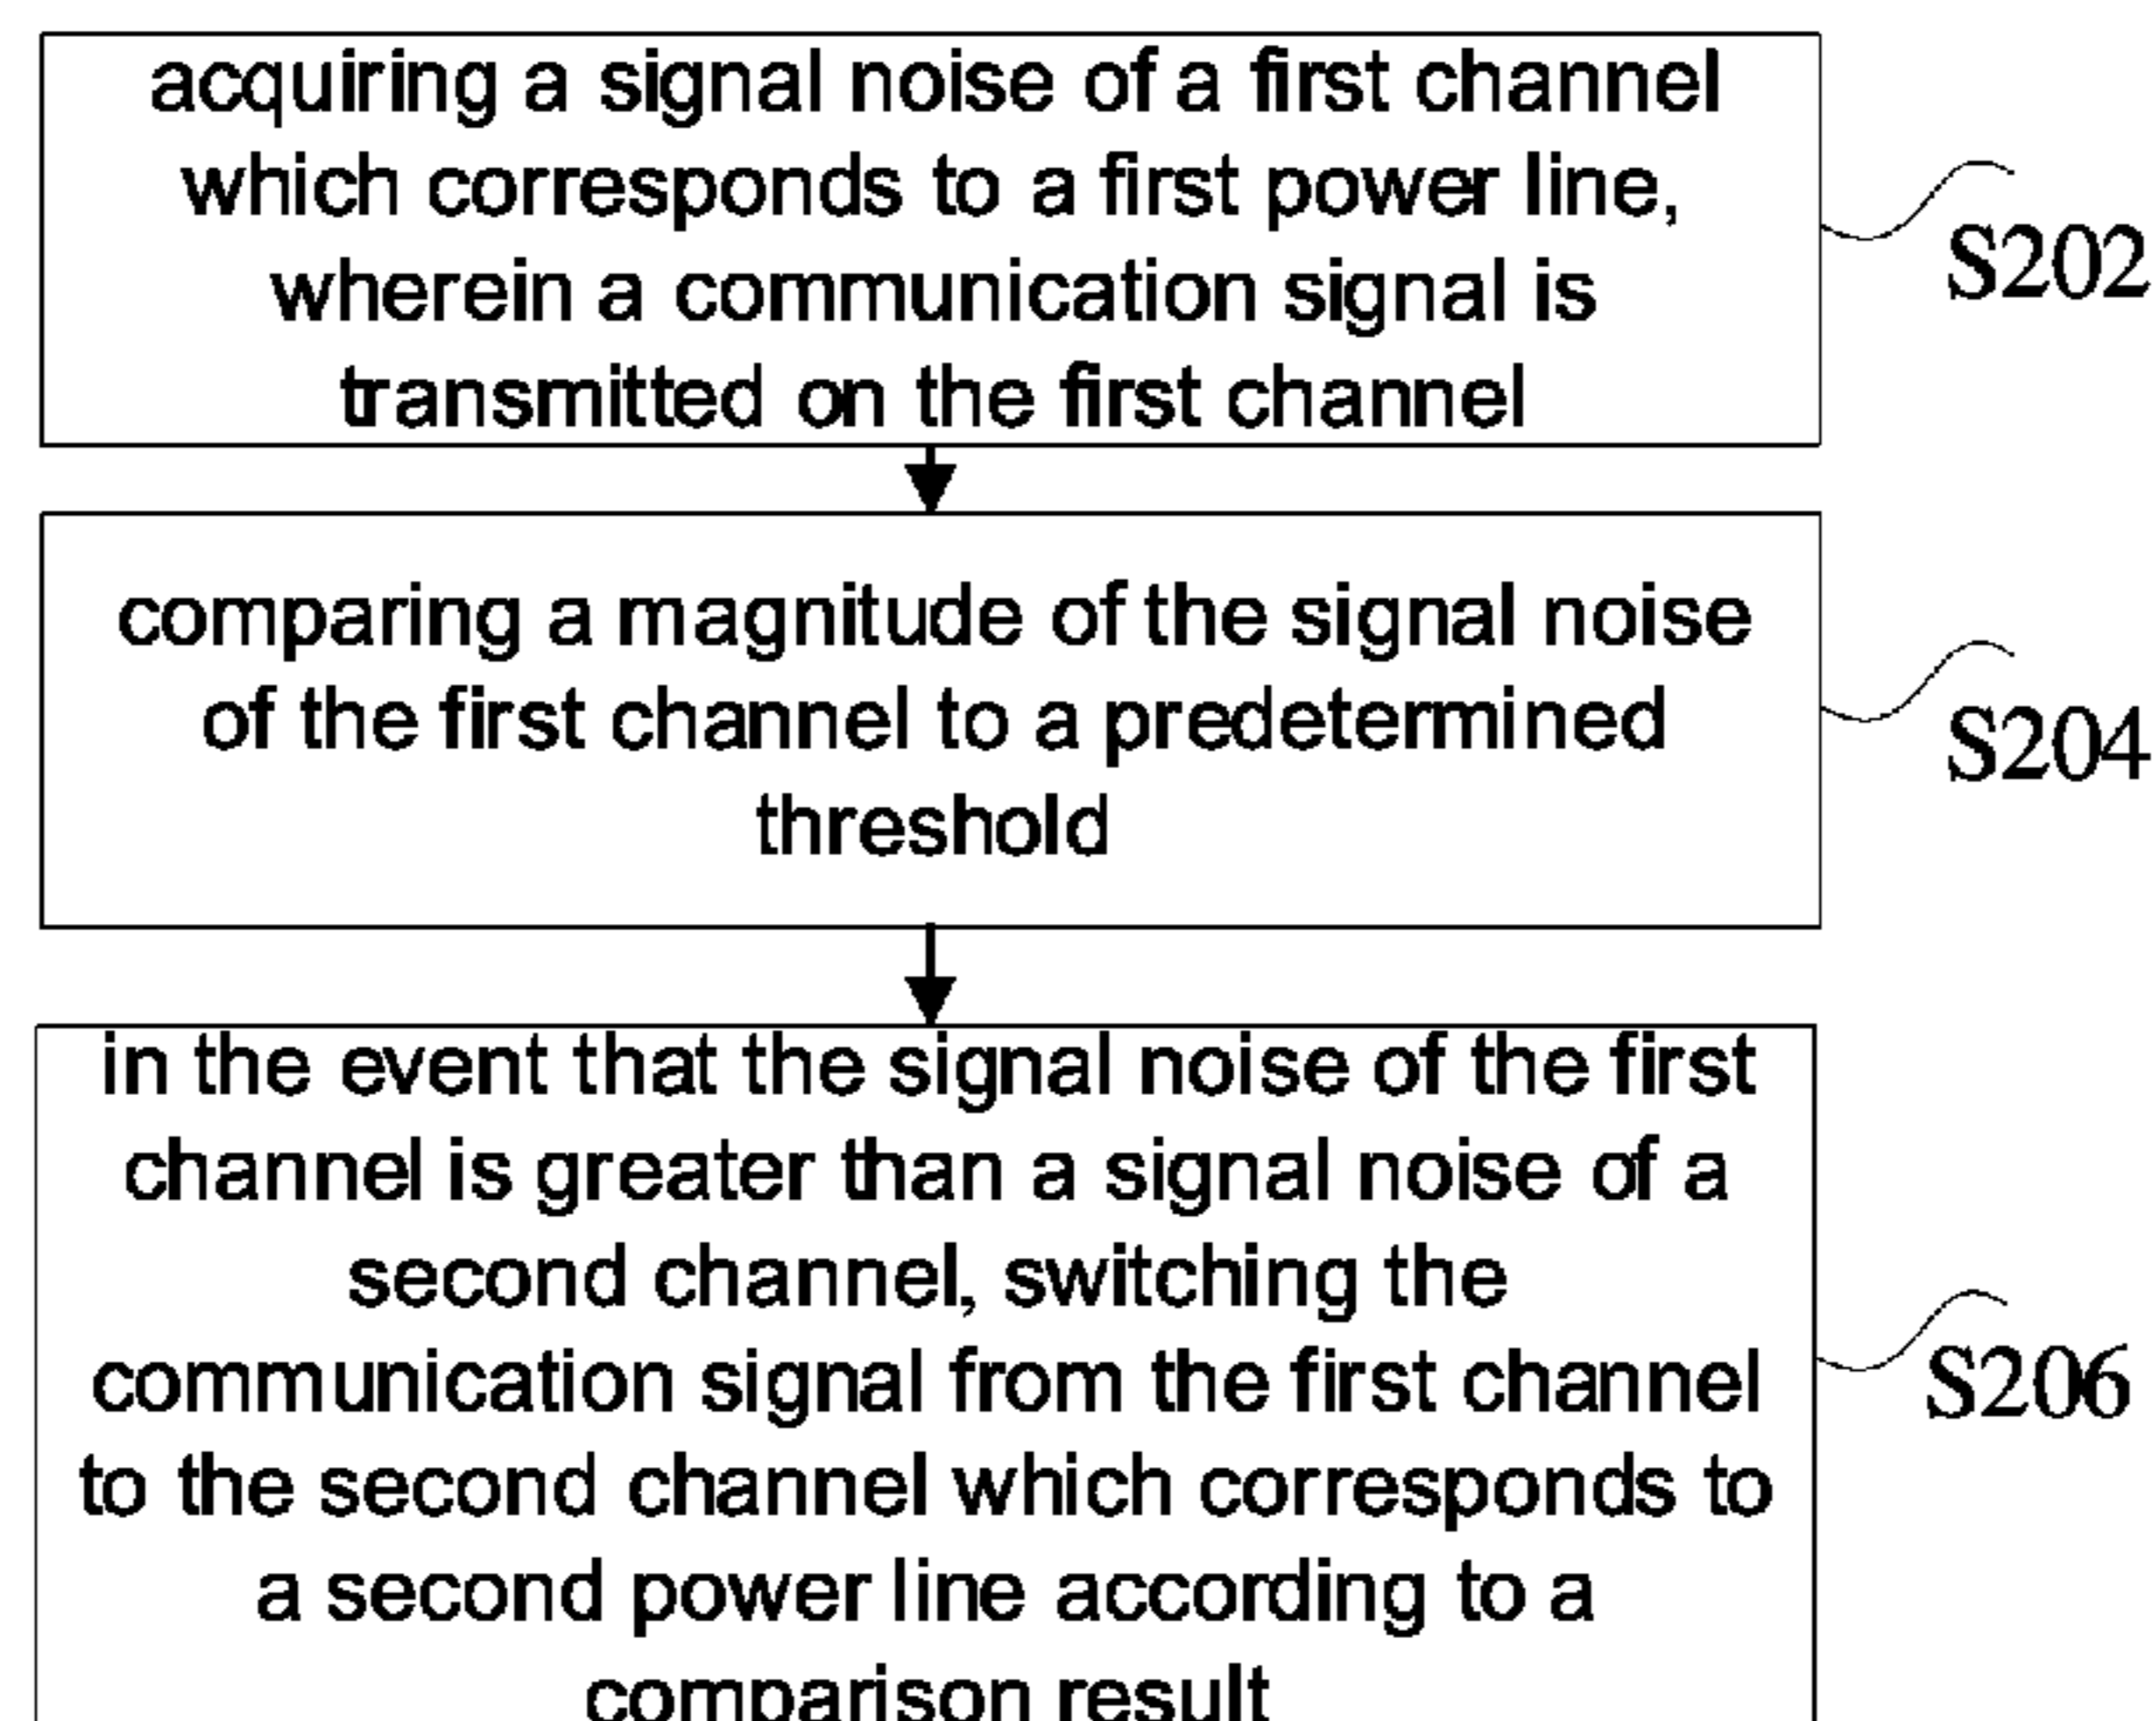 acquiring a signal noise of a first channel
which corresponds to a first power line,
wherein a communication signal is
transmitted on the first channel
S202
comparing a magnitude of the signal noise
of the first channel to a predetermined
threshold
S204
in the event that the signal noise of the first
channel is greater than a signal noise of a
second channel, switching the
communication signal from the first channel
to the second channel which corresponds to
a second power line according to a
comparison result
S206